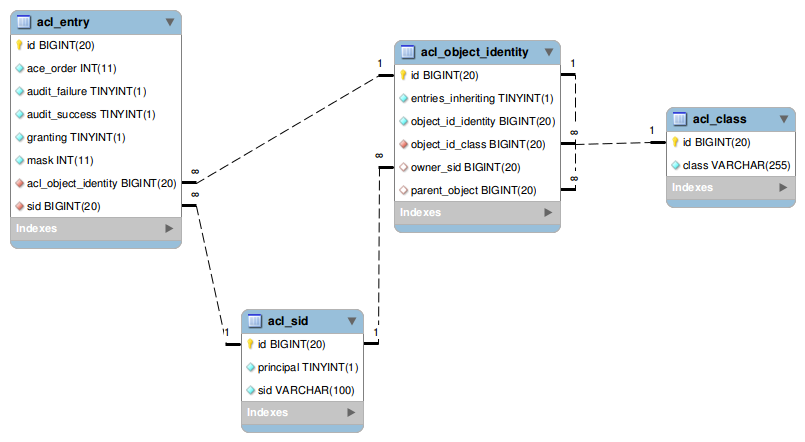 acl_entry
id BIGINT(20)
ace_order INT(11)
audit_failure TINYINT(1)
audit_success TINYINT(1)
granting TINYINT(1)
mask INT(11)
acl_object_identity BIGINT(20)
sid BIGINT(20)
Indexes
∞
∞
1
acl_object_identity
id BIGINT(20)
entries_inheriting TINYINT(1)
object_id_identity BIGINT(20)
object_id_class BIGINT(20)
owner_sid BIGINT(20)
parent_object BIGINT(20)
Indexes
∞
1
∞
∞
1
acl_class
id BIGINT(20)
class VARCHAR(255)
Indexes
1
1
acl_sid
id BIGINT(20)
principal TINYINT(1)
sid VARCHAR(100)
Indexes